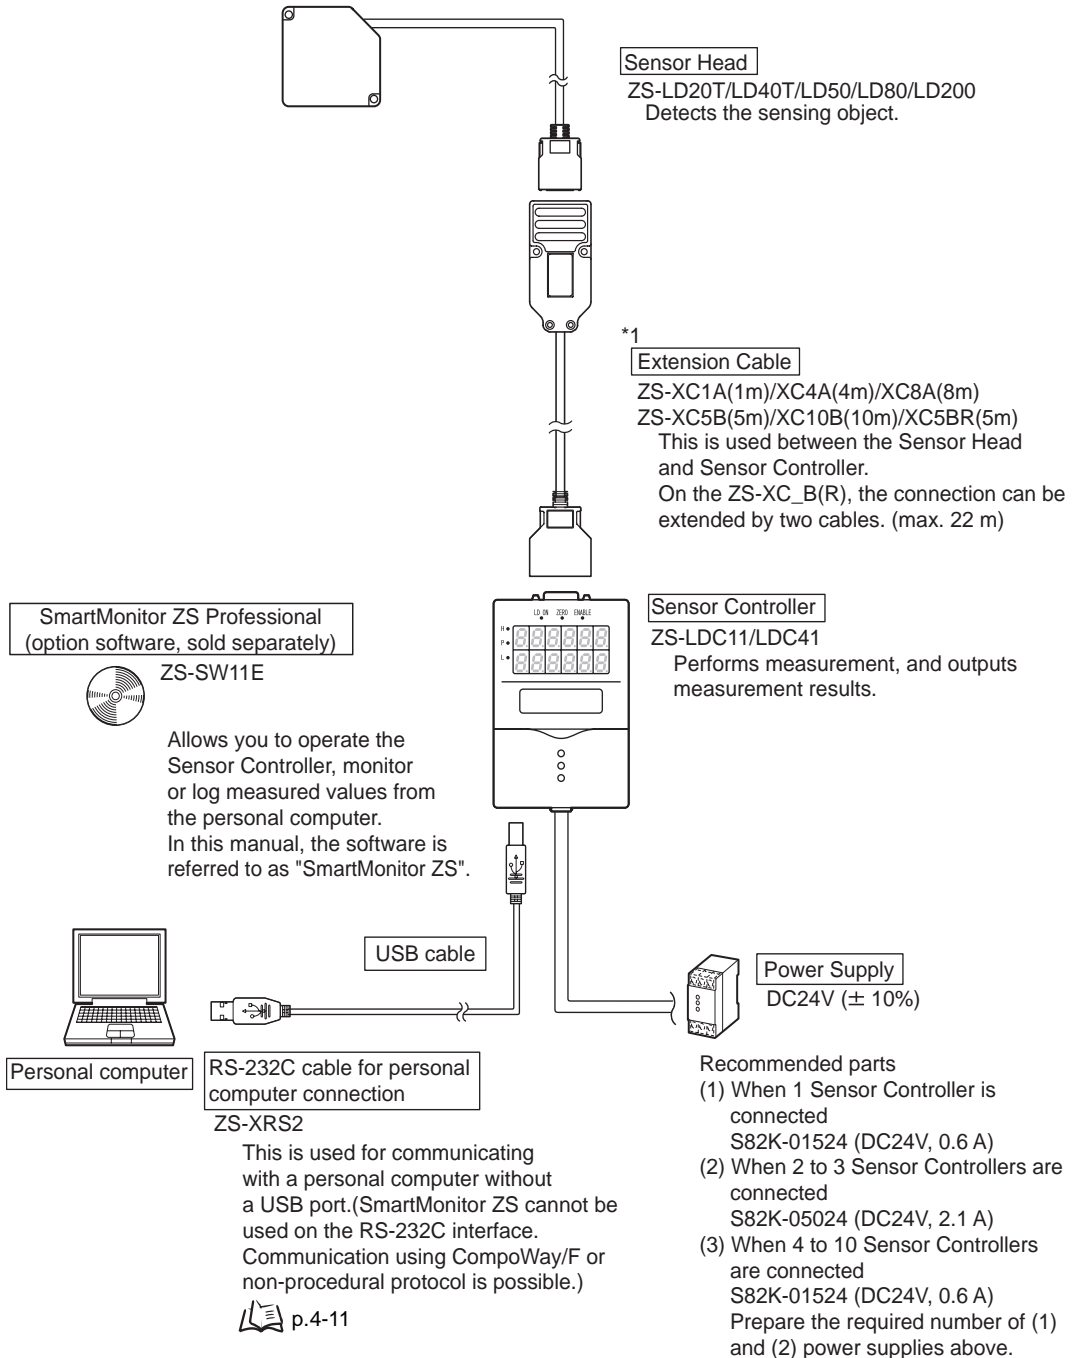 Sensor Head
ZS-LD20T/LD40T/LD50/LD80/LD200
Detects the sensing object.
*1
Extension Cable
ZS-XC1A(1m)/XC4A(4m)/XC8A(8m)
ZS-XC5B(5m)/XC10B(10m)/XC5BR(5m)
This is used between the Sensor Head
and Sensor Controller.
On the ZS-XC_B(R), the connection can be
extended by two cables. (max. 22 m)
LD ON ZERO ENABLE
H
P
L
Sensor Controller
ZS-LDC11/LDC41
Performs measurement, and outputs
measurement results.
SmartMonitor ZS Professional
(option software, sold separately)
ZS-SW11E
Allows you to operate the
Sensor Controller, monitor
or log measured values from
the personal computer.
In this manual, the software is
referred to as "SmartMonitor ZS".
USB cable
Personal computer
RS-232C cable for personal
computer connection
ZS-XRS2
This is used for communicating
with a personal computer without
a USB port.(SmartMonitor ZS cannot be
used on the RS-232C interface.
Communication using CompoWay/F or
non-procedural protocol is possible.)
p.4-11
Power Supply
DC24V (± 10%)
Recommended parts
(1) When 1 Sensor Controller is
connected
S82K-01524 (DC24V, 0.6 A)
(2) When 2 to 3 Sensor Controllers are
connected
S82K-05024 (DC24V, 2.1 A)
(3) When 4 to 10 Sensor Controllers
are connected
S82K-01524 (DC24V, 0.6 A)
Prepare the required number of (1)
and (2) power supplies above.